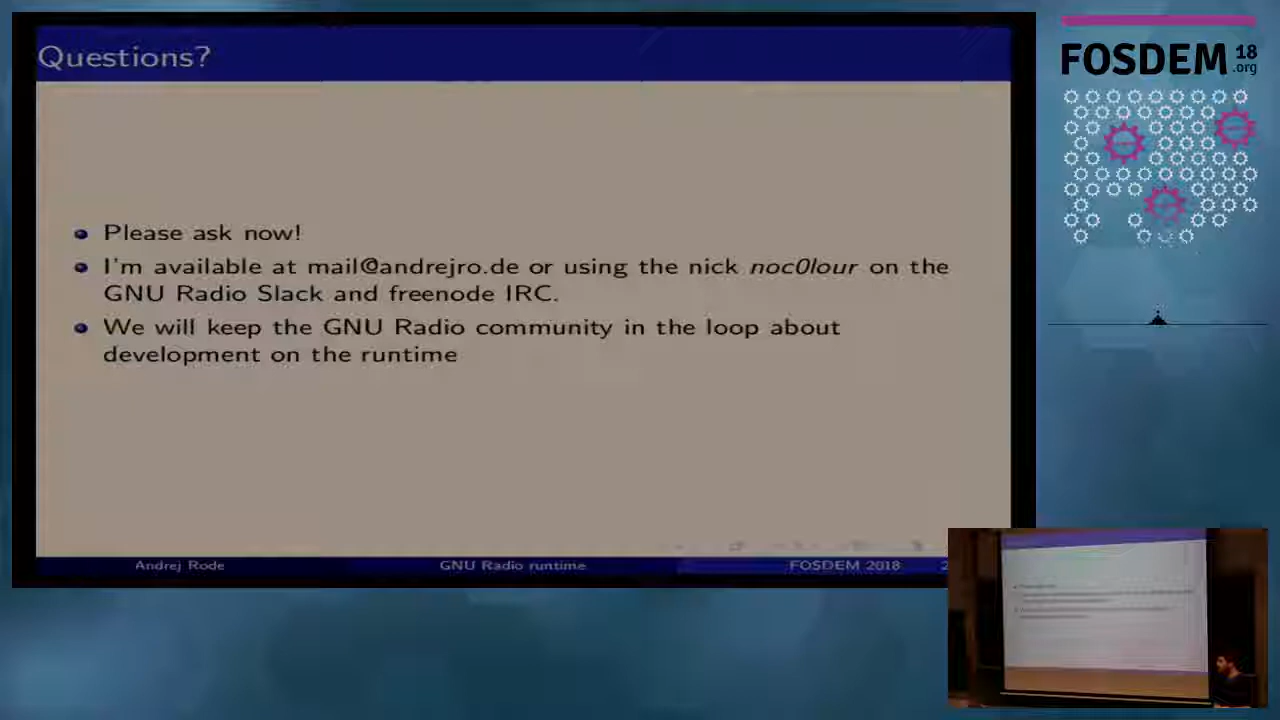 Questions?
FOSDEM 18
.org
Please ask now!
I'm available at mail@andrejro.de or using the nick noc0lour on the
GNU Radio Slack and freenode IRC.
We will keep the GNU Radio community in the loop about
development on the runtime
Andrej Rode
GNU Radio runtime
FOSDEM 2018